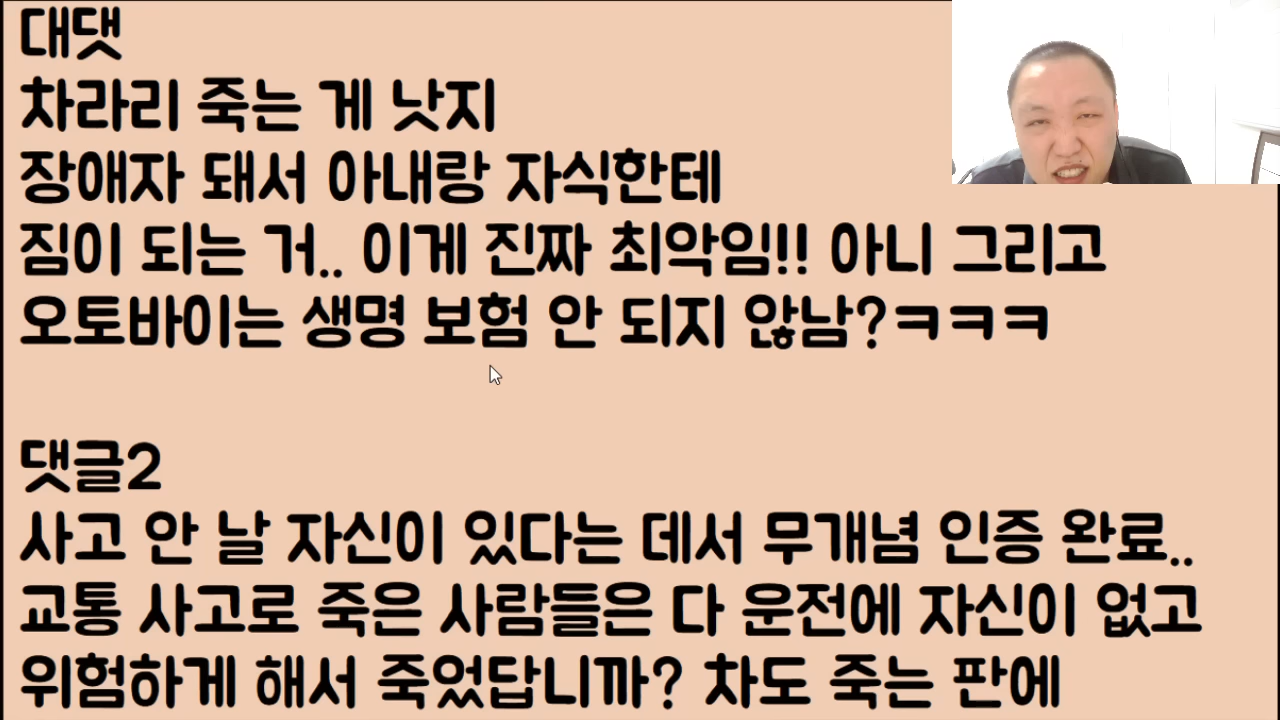 대댓
차라리 죽는 게 낫지
장애자 돼서 아내랑 자식한테
짐이 되는 거.. 이게 진짜 최악임!! 아니 그리고
오토바이는 생명 보험 안 되지 않남?ㅋㅋㅋ
댓글2
사고 안 날 자신이 있다는 데서 무개념 인증 완료..
교통 사고로 죽은 사람들은 다 운전에 자신이 없고
위험하게 해서 죽었답니까? 차도 죽는 판에